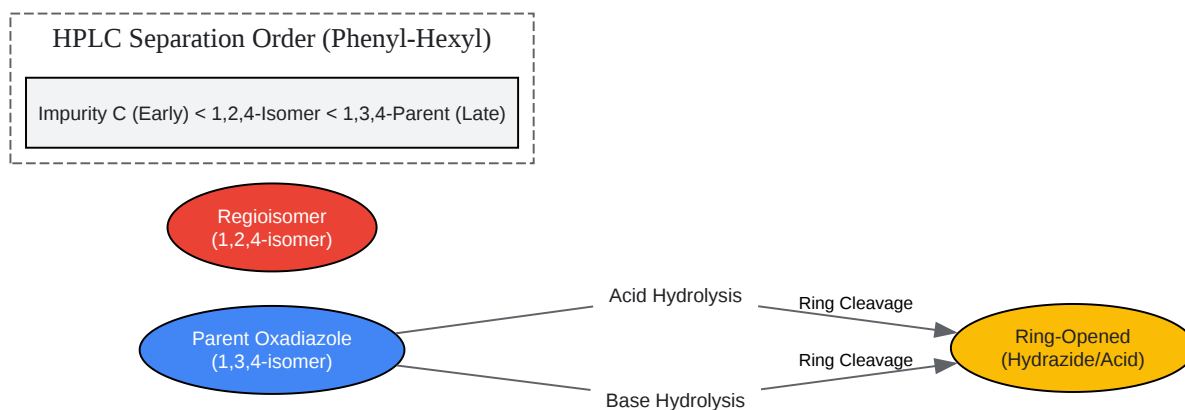 HPLC Separation Order (Phenyl-Hexyl)
Impurity C (Early) < 1,2,4-Isomer < 1,3,4-Parent (Late)
Regioisomer
(1,2,4-isomer)
Parent Oxadiazole
(1,3,4-isomer)
Acid Hydrolysis
Ring Cleavage
Base Hydrolysis
Ring Cleavage
Ring-Opened
(Hydrazide/Acid)